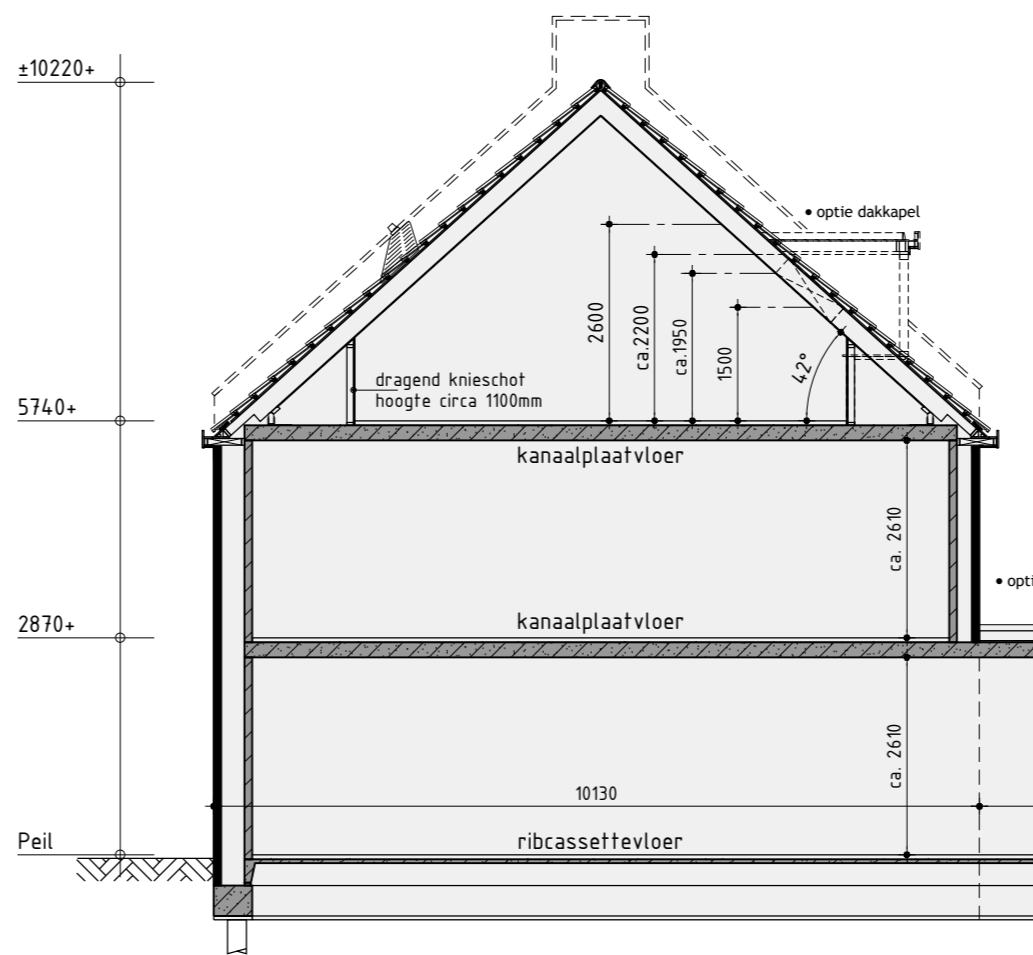 ±10220+
• optie dakkapel
2600
ca.2200
ca.1950
1500
42°
dragend knieschot
hoogte circa 1100mm
5740+
kanaalplaatvloer
ca. 2610
• opti
2870+
kanaalplaatvloer
ca. 2610
10130
Peil
ribcassettevloer